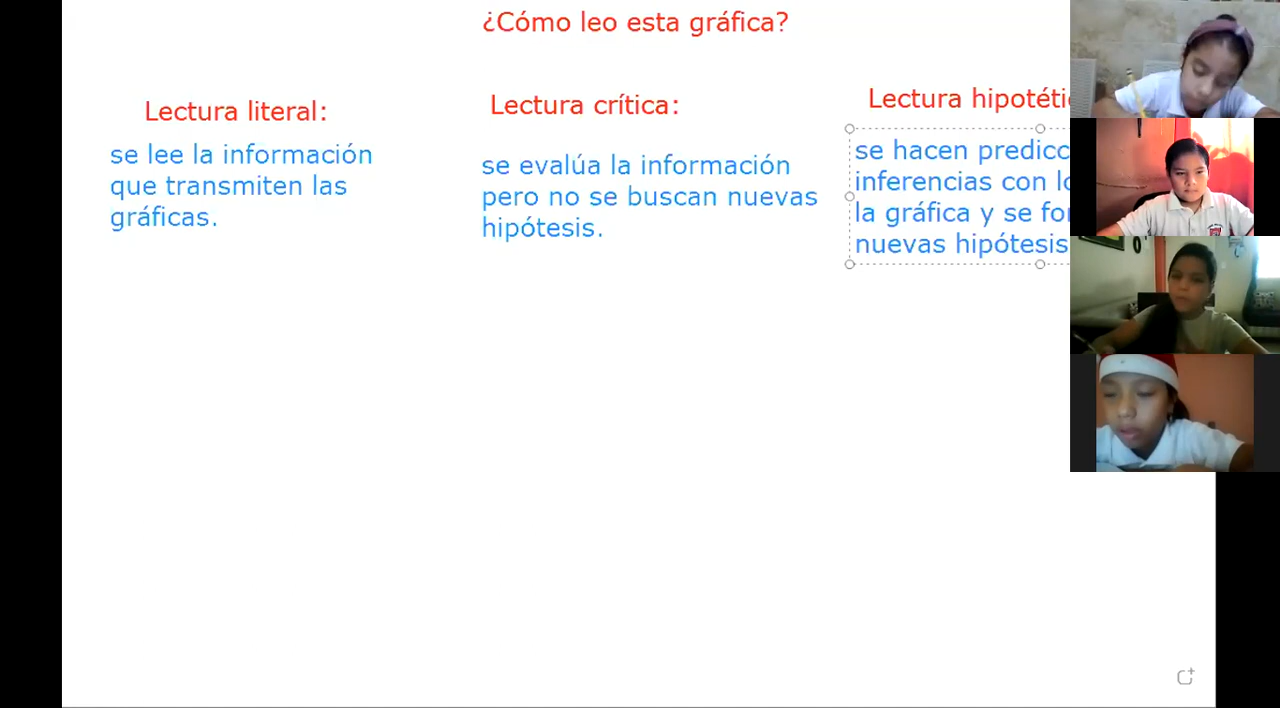 ¿Cómo leo esta gráfica?
Lectura literal:
se lee la información
que transmiten las
gráficas.
Lectura crítica:
se evalúa la información
pero no se buscan nuevas
hipótesis.
Lectura
se hacen
inferencias con
la gráfica y se
nuevas hipótesis